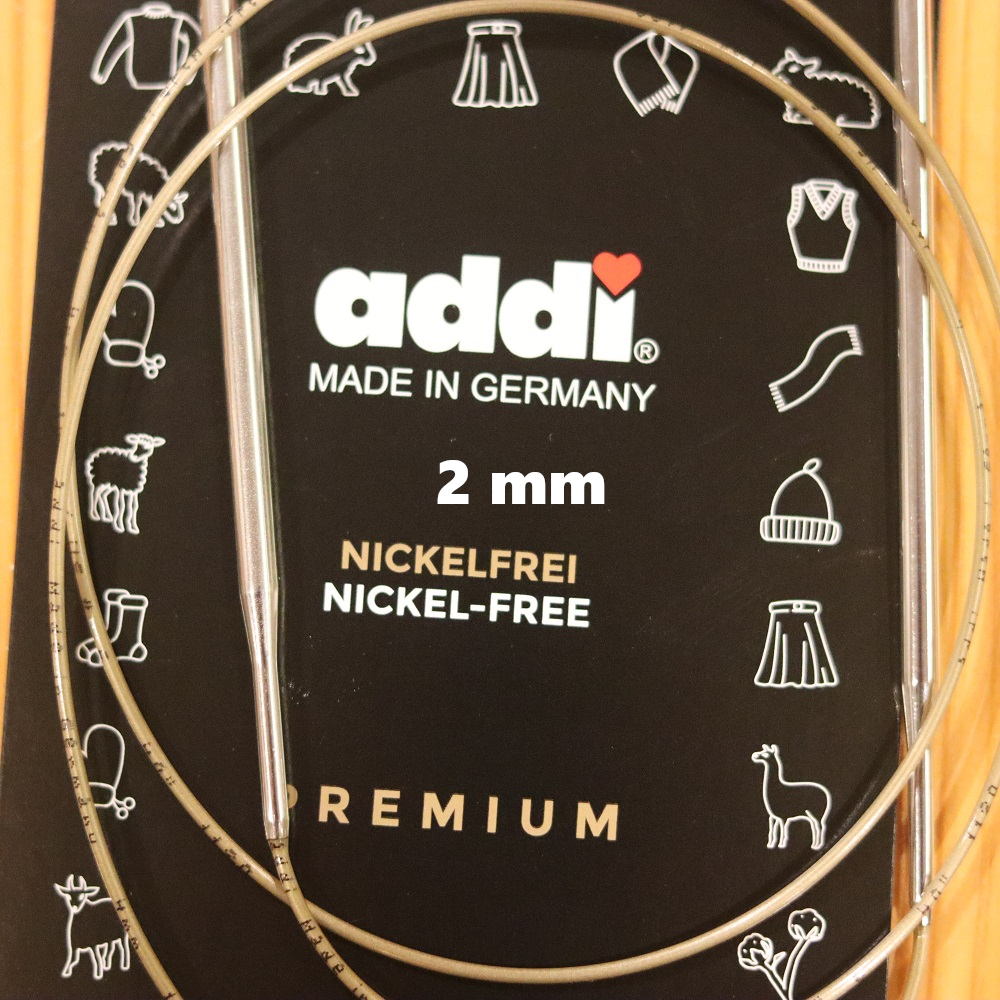 addi®
MADE IN GERMANY
2 mm
NICKELFREI
NICKEL-FREE
PREMIUM